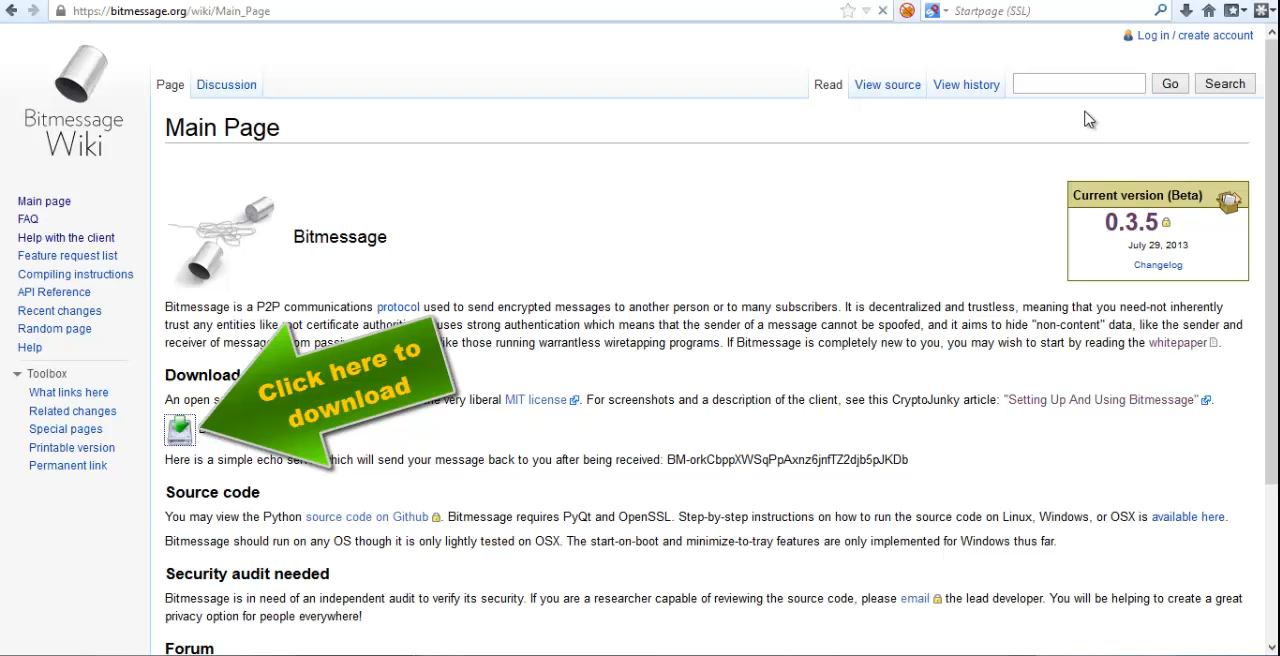 https://bitmessage.org/wiki/Main_Page
Startpage (SSL)
Log in / create account
Bitmessage
Wiki
Page
Discussion
Read
View source
View history
Go
Search
Main Page
Main page
FAQ
Help with the client
Feature request list
Compiling instructions
API Reference
Recent changes
Random page
Help
Toolbox
What links here
Related changes
Special pages
Printable version
Permanent link
Bitmessage
Current version (Beta)
0.3.5
July 29, 2013
Changelog
Bitmessage is a P2P communications protocol used to send encrypted messages to another person or to many subscribers. It is decentralized and trustless, meaning that you need-not inherently
trust any entities like certificate uses strong authentication which means that the sender of a message cannot be spoofed, and it aims to hide "non-content" data, like the sender and
receiver of like those running warrantless wiretapping programs. If Bitmessage is completely new to you, you may wish to start by reading the whitepaper.
Download
An open very liberal MIT license. For screenshots and a description of the client, see this CryptoJunky article: "Setting Up And Using Bitmessage".
Click here to
download
Here is a simple echo which will send your message back to you after being received: BM-orkCbppXWSqPpAxnz6jnfTZ2djb5pJKDb
Source code
You may view the Python source code on Github. Bitmessage requires PyQt and OpenSSL. Step-by-step instructions on how to run the source code on Linux, Windows, or OSX is available here.
Bitmessage should run on any OS though it is only lightly tested on OSX. The start-on-boot and minimize-to-tray features are only implemented for Windows thus far.
Security audit needed
Bitmessage is in need of an independent audit to verify its security. If you are a researcher capable of reviewing the source code, please email the lead developer. You will be helping to create a great
privacy option for people everywhere!
Forum